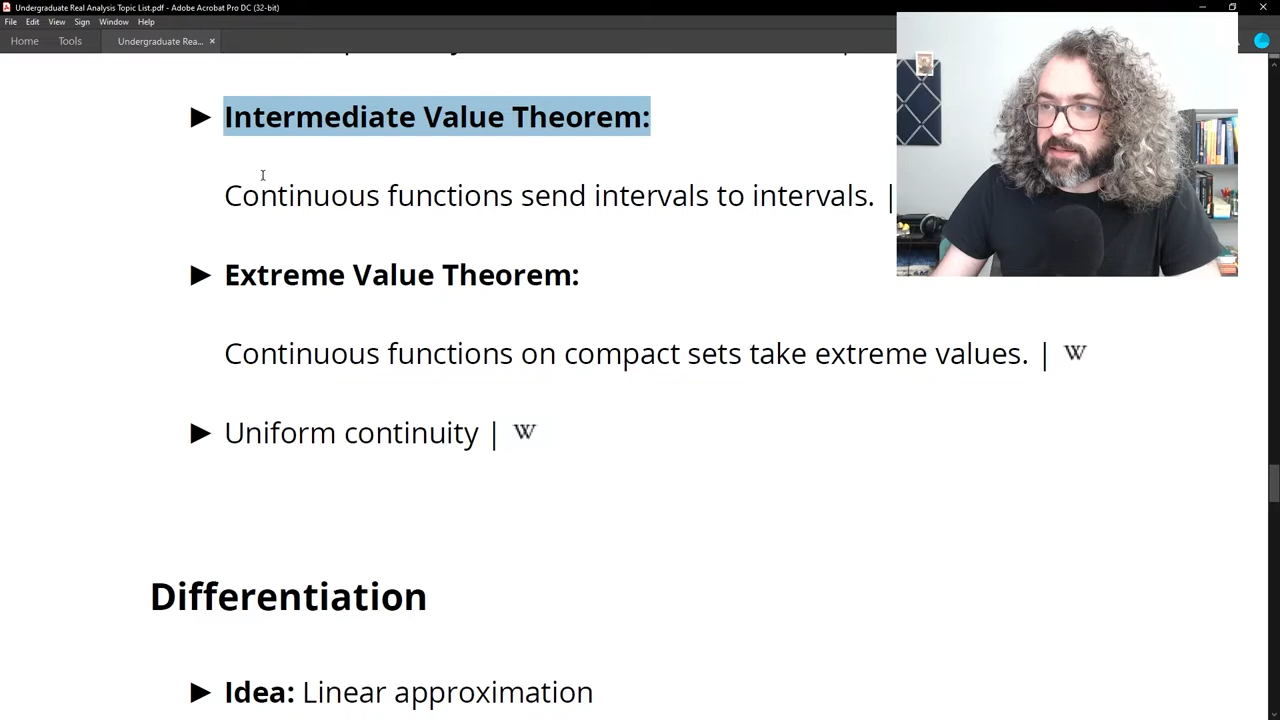 Undergraduate Real Analysis Topic List.pdf - Adobe Acrobat Pro DC (32-bit)
File Edit View Sign Window Help
Home Tools Undergraduate Rea... ×
► Intermediate Value Theorem:
Continuous functions send intervals to intervals. |
► Extreme Value Theorem:
Continuous functions on compact sets take extreme values. | W
► Uniform continuity | W
Differentiation
► Idea: Linear approximation